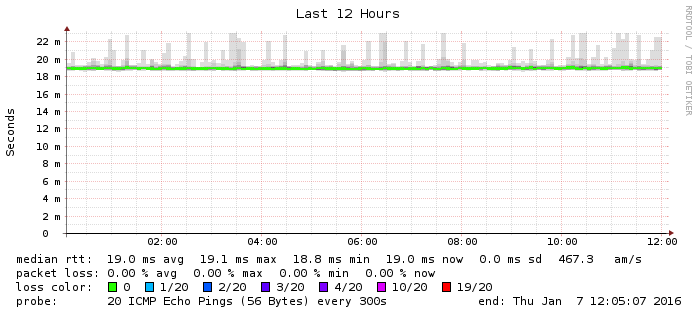 Last 12 Hours
RRDTOOL / TOBI OETIKER
Seconds
22 m
20 m
18 m
16 m
14 m
12 m
10 m
8 m
6 m
4 m
2 m
0
02:00 04:00 06:00 08:00 10:00 12:00
median rtt: 19.0 ms avg 19.1 ms max 18.8 ms min 19.0 ms now 0.0 ms sd 467.3 am/s
packet loss: 0.00 % avg 0.00 % max 0.00 % min 0.00 % now
loss color: 0 1/20 2/20 3/20 4/20 10/20 19/20
probe: 20 ICMP Echo Pings (56 Bytes) every 300s end: Thu Jan 7 12:05:07 2016